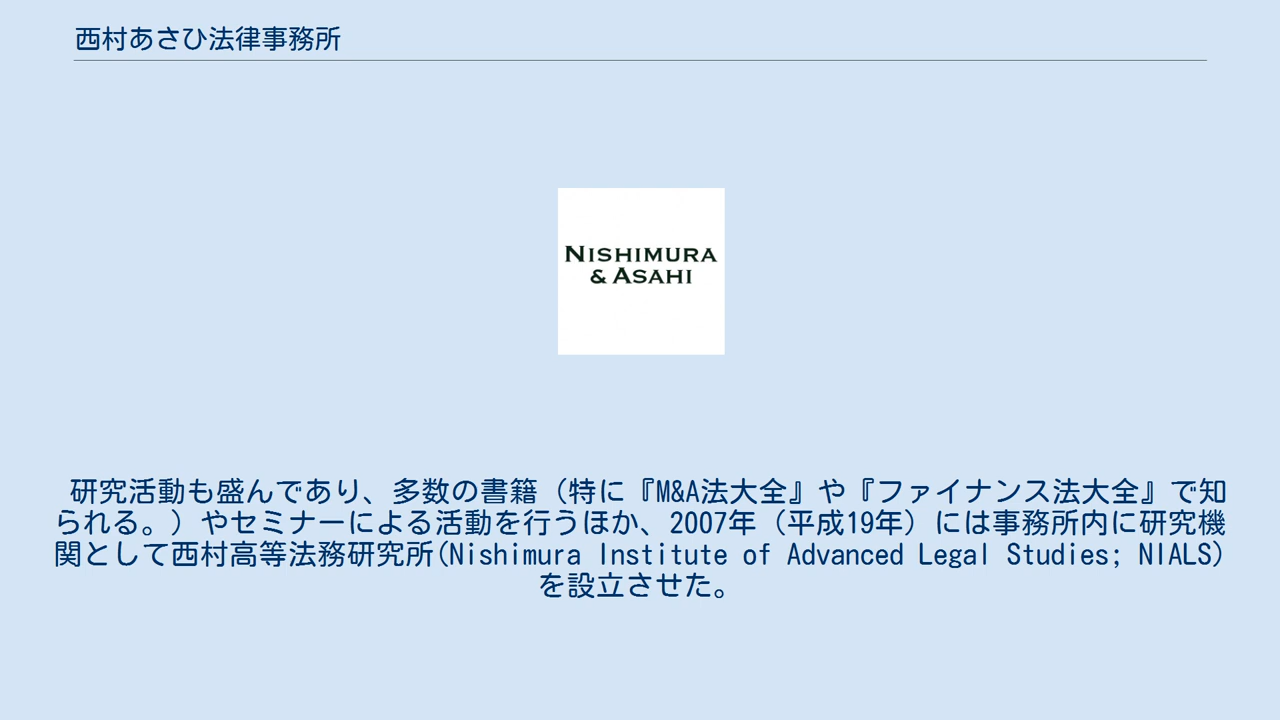 西村あさひ法律事務所
NISHIMURA
& ASAHI
研究活動も盛んであり、多数の書籍（特に『M&A法大全』や『ファイナンス法大全』で知
られる。）やセミナーによる活動を行うほか、2007年（平成19年）には事務所内に研究機
関として西村高等法務研究所(Nishimura Institute of Advanced Legal Studies; NIALS)
を設立させた。